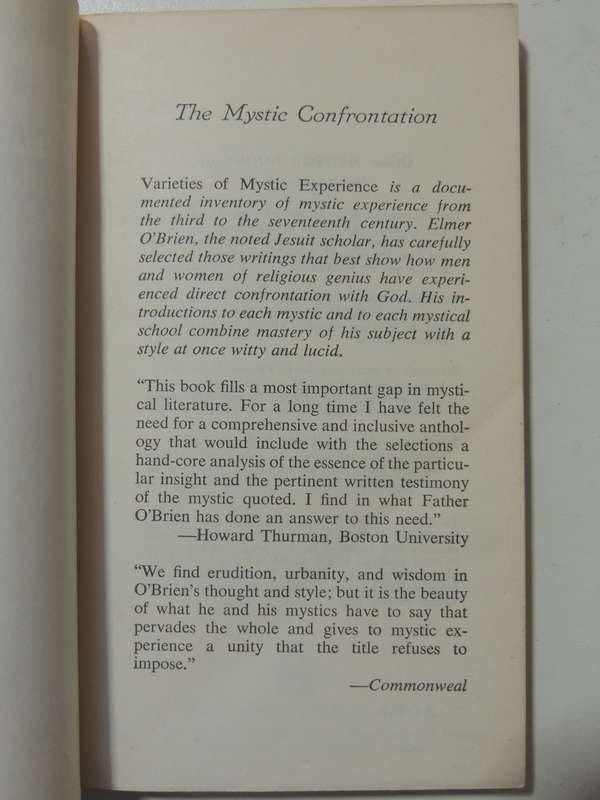 The Mystic Confrontation
Varieties of Mystic Experience is a docu-
mented inventory of mystic experience from
the third to the seventeenth century. Elmer
O'Brien, the noted Jesuit scholar, has carefully
selected those writings that best show how men
and women of religious genius have experi-
enced direct confrontation with God. His in-
troductions to each mystic and to each mystical
school combine mastery of his subject with a
style at once witty and lucid.
“This book fills a most important gap in mysti-
cal literature. For a long time I have felt the
need for a comprehensive and inclusive anthol-
ogy that would include with the selections a
hand-core analysis of the essence of the particu-
lar insight and the pertinent written testimony
of the mystic quoted. I find in what Father
O'Brien has done an answer to this need.”
—Howard Thurman, Boston University
“We find erudition, urbanity, and wisdom in
O'Brien's thought and style; but it is the beauty
of what he and his mystics have to say that
pervades the whole and gives to mystic ex-
perience a unity that the title refuses to
impose.”
—Commonweal